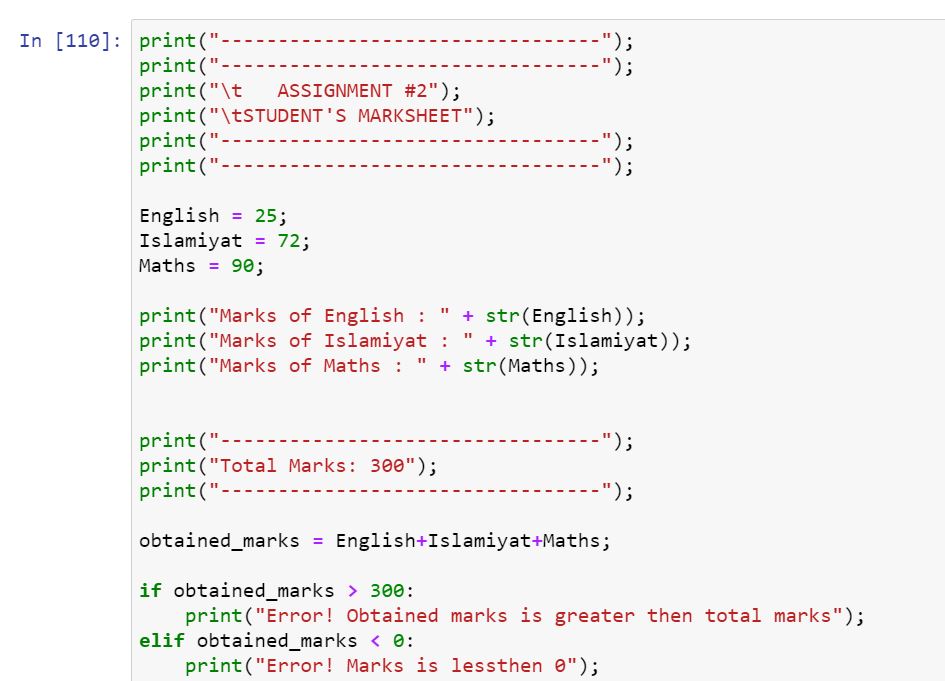 In [110]: print("---------------------------------");
print("---------------------------------");
print("\t   ASSIGNMENT #2");
print("\tSTUDENT'S MARKSHEET");
print("---------------------------------");
print("---------------------------------");
English = 25;
Islamiyat = 72;
Maths = 90;
print("Marks of English : " + str(English));
print("Marks of Islamiyat : " + str(Islamiyat));
print("Marks of Maths : " + str(Maths));
print("---------------------------------");
print("Total Marks: 300");
print("---------------------------------");
obtained_marks = English+Islamiyat+Maths;
if obtained_marks > 300:
    print("Error! Obtained marks is greater then total marks");
elif obtained_marks < 0:
    print("Error! Marks is lessthen 0");